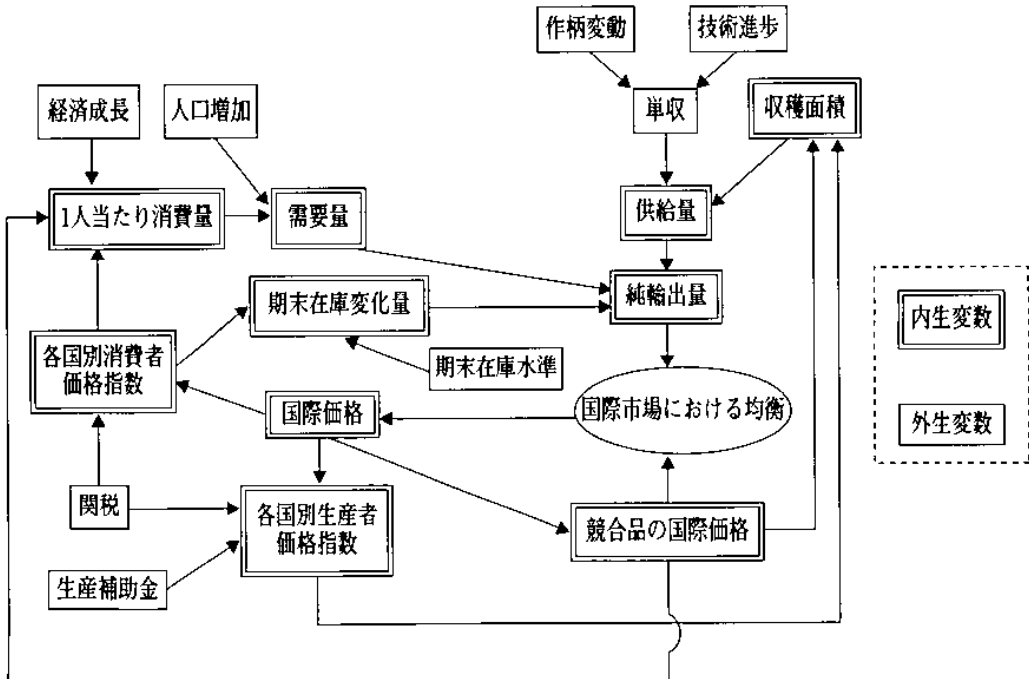 作柄変動
技術進歩
経済成長
人口増加
単収
収穫面積
1人当たり消費量
需要量
供給量
期末在庫変化量
純輸出量
内生変数
各国別消費者
価格指数
期末在庫水準
国際価格
国際市場における均衡
外生変数
関税
各国別生産者
価格指数
競合品の国際価格
生産補助金